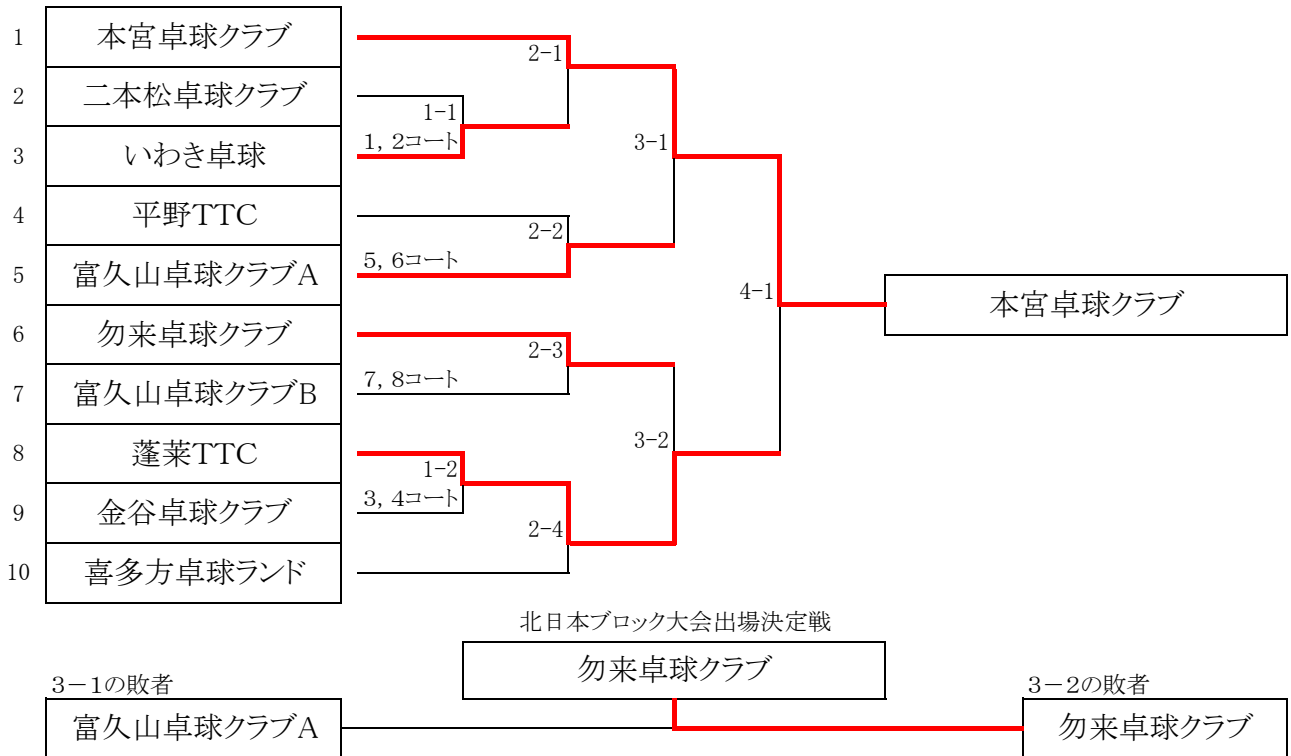 1 本宮卓球クラブ
2-1
2 二本松卓球クラブ
1-1
1, 2コート
3 いわき卓球
3-1
4 平野TTC
2-2
5, 6コート
5 富久山卓球クラブA
4-1
本宮卓球クラブ
6 勿来卓球クラブ
2-3
7, 8コート
7 富久山卓球クラブB
3-2
8 蓬莱TTC
1-2
3, 4コート
9 金谷卓球クラブ
2-4
10 喜多方卓球ランド
北日本ブロック大会出場決定戦
勿来卓球クラブ
3-1の敗者
3-2の敗者
富久山卓球クラブA
勿来卓球クラブ